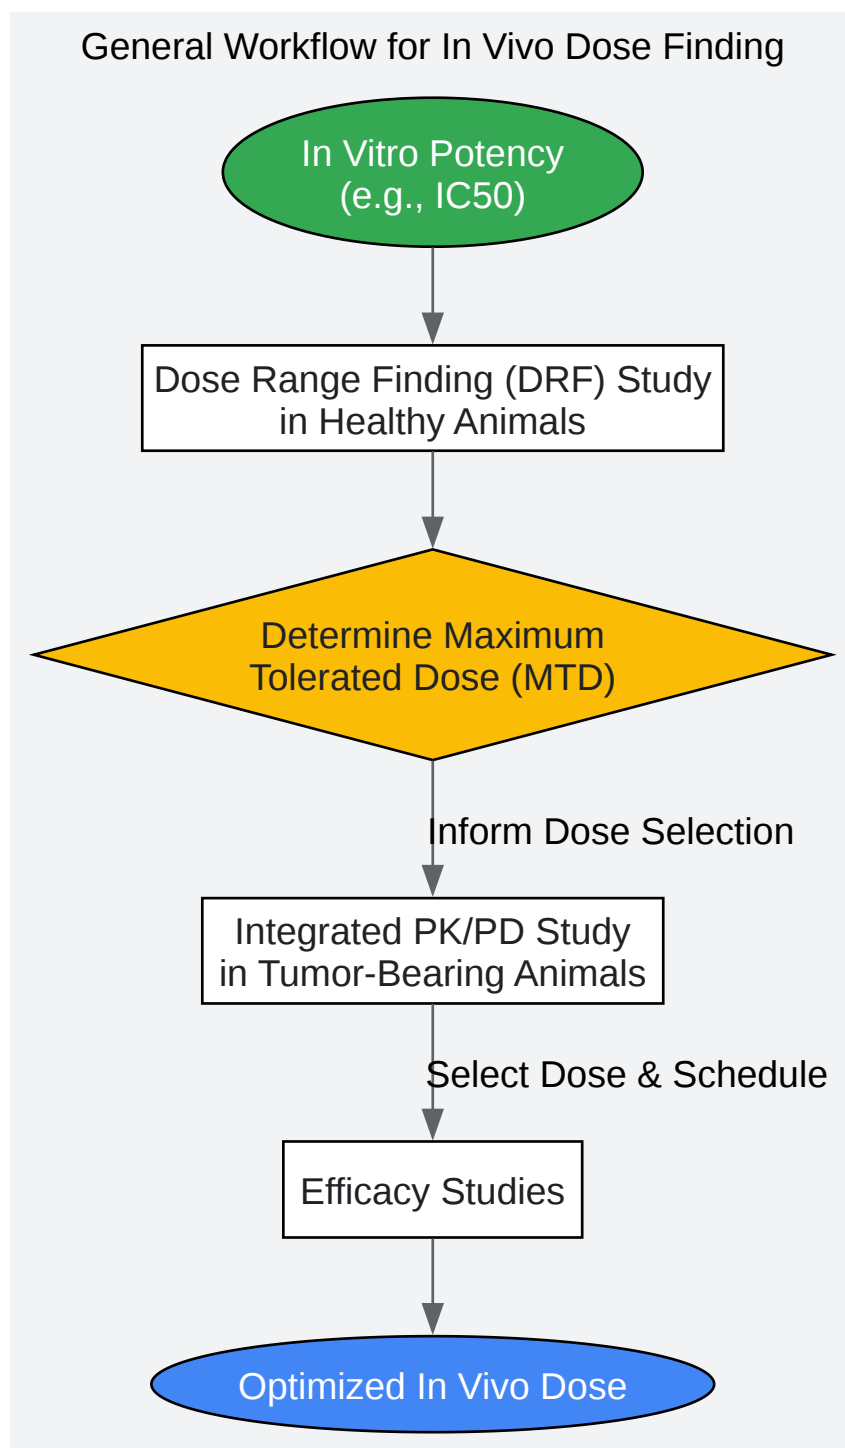 General Workflow for In Vivo Dose Finding
In Vitro Potency
(e.g., IC50)
Dose Range Finding (DRF) Study
in Healthy Animals
Determine Maximum
Tolerated Dose (MTD)
Inform Dose Selection
Integrated PK/PD Study
in Tumor-Bearing Animals
Select Dose & Schedule
Efficacy Studies
Optimized In Vivo Dose